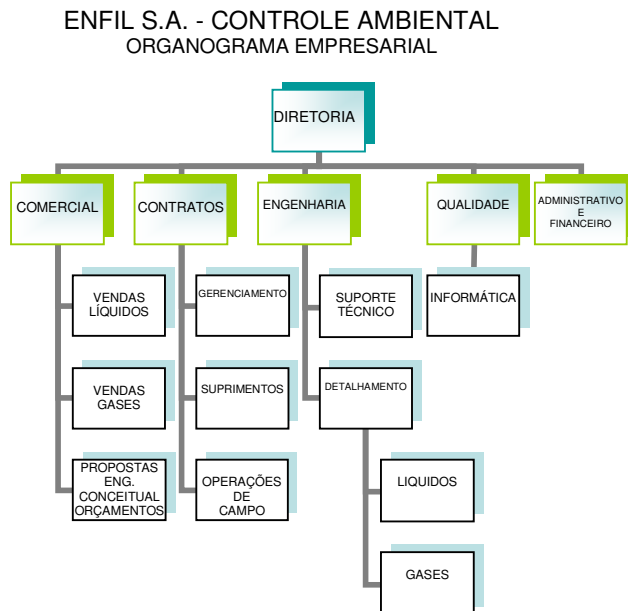 ENFIL S.A. - CONTROLE AMBIENTAL
ORGANOGRAMA EMPRESARIAL
DIRETORIA
COMERCIAL
CONTRATOS
ENGENHARIA
QUALIDADE
ADMINISTRATIVO
E
FINANCEIRO
VENDAS
LÍQUIDOS
GERENCIAMENTO
SUPORTE
TÉCNICO
INFORMÁTICA
VENDAS
GASES
SUPRIMENTOS
DETALHAMENTO
PROPOSTAS
ENG.
CONCEITUAL
ORÇAMENTOS
OPERAÇÕES
DE
CAMPO
LIQUIDOS
GASES